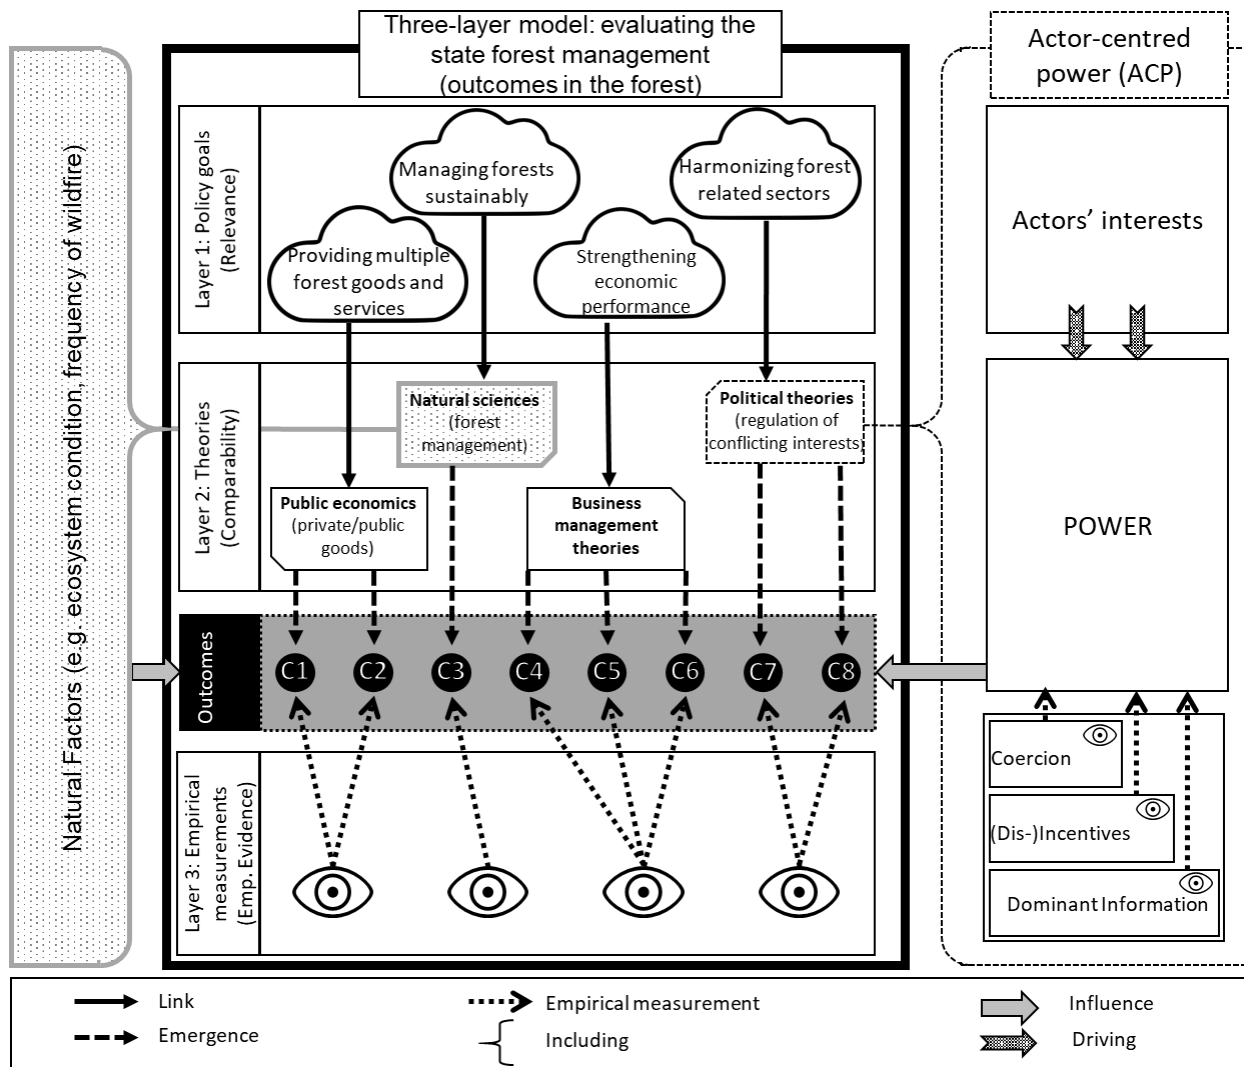 Three-layer model: evaluating the
state forest management
(outcomes in the forest)
Actor-centred
power (ACP)
Natural Factors (e.g. ecosystem condition, frequency of wildfire)
Layer 1: Policy goals
(Relevance)
Managing forests
sustainably
Harmonizing forest
related sectors
Providing multiple
forest goods and
services
Strengthening
economic
performance
Actors' interests
Layer 2: Theories
(Comparability)
Natural sciences
(forest
management)
Political theories
(regulation of
conflicting interests
Public economics
(private/public
goods)
Business
management
theories
POWER
Outcomes
C1
C2
C3
C4
C5
C6
C7
C8
Layer 3: Empirical
measurements
(Emp. Evidence)
Coercion
(Dis-)Incentives
Dominant Information
Link
Emergence
Empirical measurement
Including
Influence
Driving